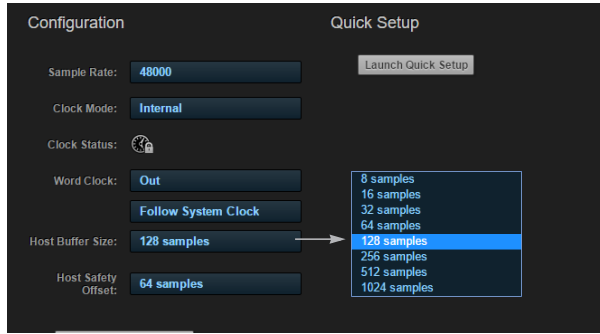 Configuration
Quick Setup
Sample Rate: 48000
Launch Quick Setup
Clock Mode: Internal
Clock Status:
Word Clock: Out
Follow System Clock
Host Buffer Size: 128 samples
Host Safety
Offset: 64 samples
8 samples
16 samples
32 samples
64 samples
128 samples
256 samples
512 samples
1024 samples